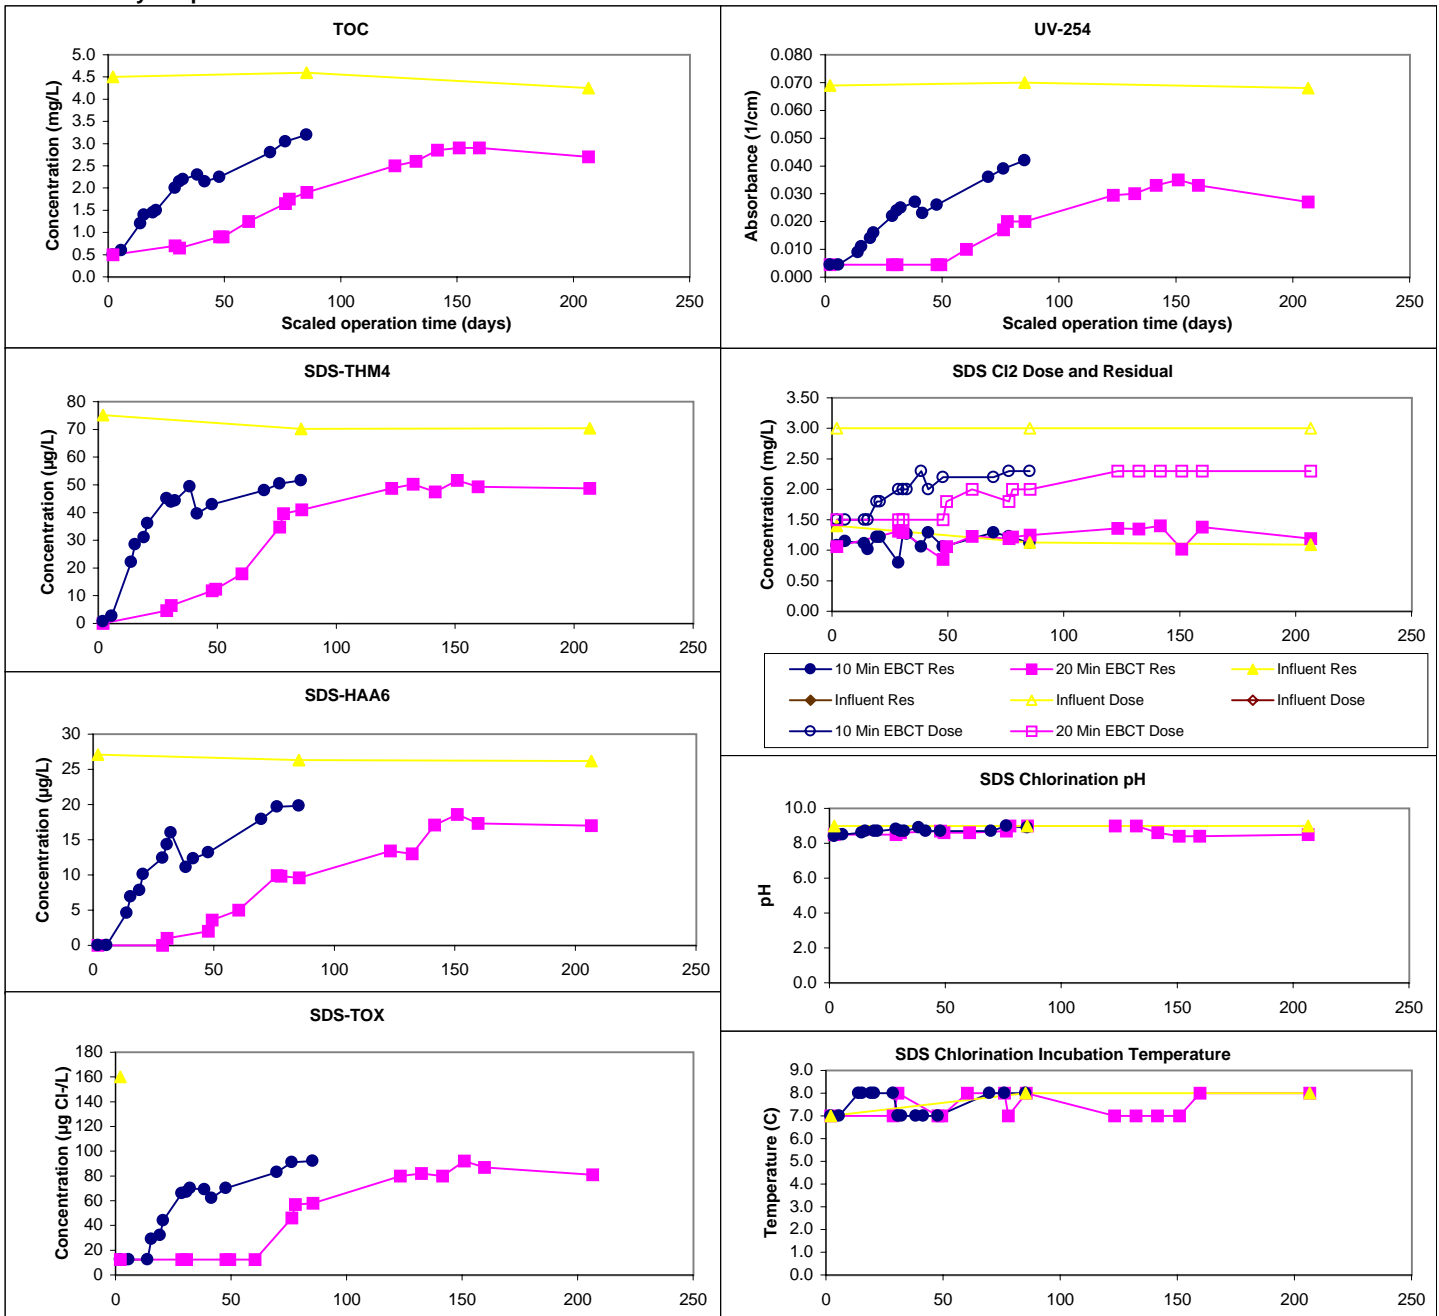 TOC
Concentration (mg/L)
5.0
4.5
4.0
3.5
3.0
2.5
2.0
1.5
1.0
0.5
0.0
0 50 100 150 200 250
Scaled operation time (days)
UV-254
Absorbance (1/cm)
0.080
0.070
0.060
0.050
0.040
0.030
0.020
0.010
0.000
0 50 100 150 200 250
Scaled operation time (days)
SDS-THM4
Concentration (µg/L)
80
70
60
50
40
30
20
10
0
0 50 100 150 200 250
SDS Cl2 Dose and Residual
Concentration (mg/L)
3.50
3.00
2.50
2.00
1.50
1.00
0.50
0.00
0 50 100 150 200 250
10 Min EBCT Res 20 Min EBCT Res Influent Res
Influent Res Influent Dose Influent Dose
10 Min EBCT Dose 20 Min EBCT Dose
SDS-HAA6
Concentration (µg/L)
30
25
20
15
10
5
0
0 50 100 150 200 250
SDS Chlorination pH
pH
10.0
8.0
6.0
4.0
2.0
0.0
0 50 100 150 200 250
SDS-TOX
Concentration (µg Cl-/L)
180
160
140
120
100
80
60
40
20
0
0 50 100 150 200 250
SDS Chlorination Incubation Temperature
Temperature (C)
9.0
8.0
7.0
6.0
5.0
4.0
3.0
2.0
1.0
0.0
0 50 100 150 200 250